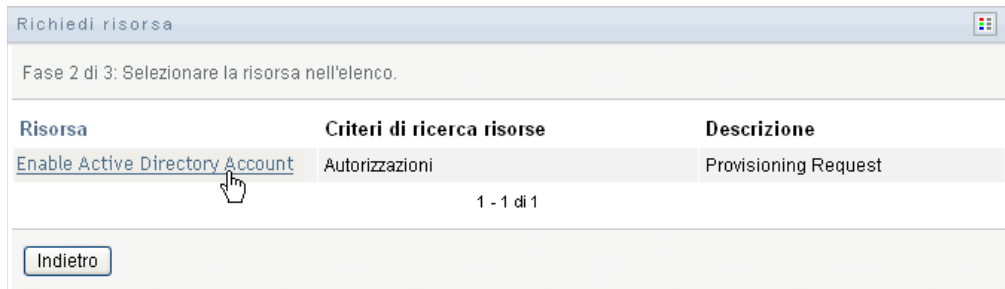 Richiedi risorsa
Fase 2 di 3: Selezionare la risorsa nell'elenco.
Risorsa Criteri di ricerca risorse Descrizione
Enable Active Directory Account Autorizzazioni Provisioning Request
1 - 1 di 1
Indietro